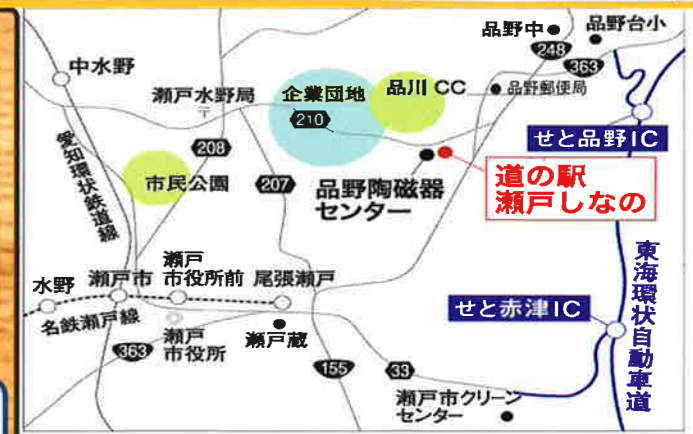 品野中
品野台小
248
363
中水野
瀬戸水野局
〒
企業団地
210
品川 CC
品野郵便局
せと品野IC
愛知環状鉄道線
208
市民公園
207
品野陶磁器
センター
道の駅
瀬戸しなの
東海環状自動車道
水野
瀬戸市
瀬戸
市役所前
尾張瀬戸
せと赤津IC
名鉄瀬戸線
瀬戸
市役所
瀬戸蔵
363
155
33
瀬戸市クリーン
センター